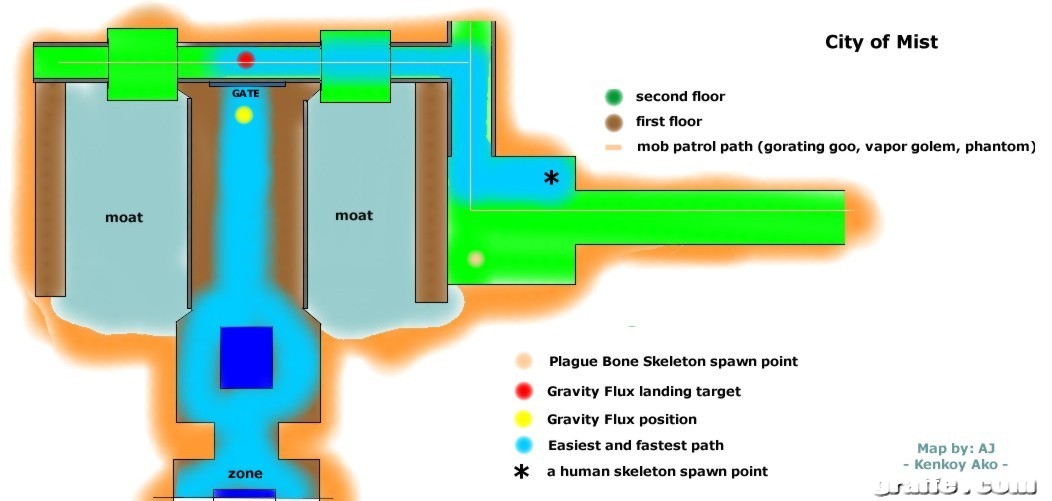 City of Mist
second floor
first floor
mob patrol path (gorating goo, vapor golem, phantom)
GATE
moat
moat
zone
Plague Bone Skeleton spawn point
Gravity Flux landing target
Gravity Flux position
Easiest and fastest path
* a human skeleton spawn point
*
Map by: AJ
- Kenkoy Ako -
graffe.com